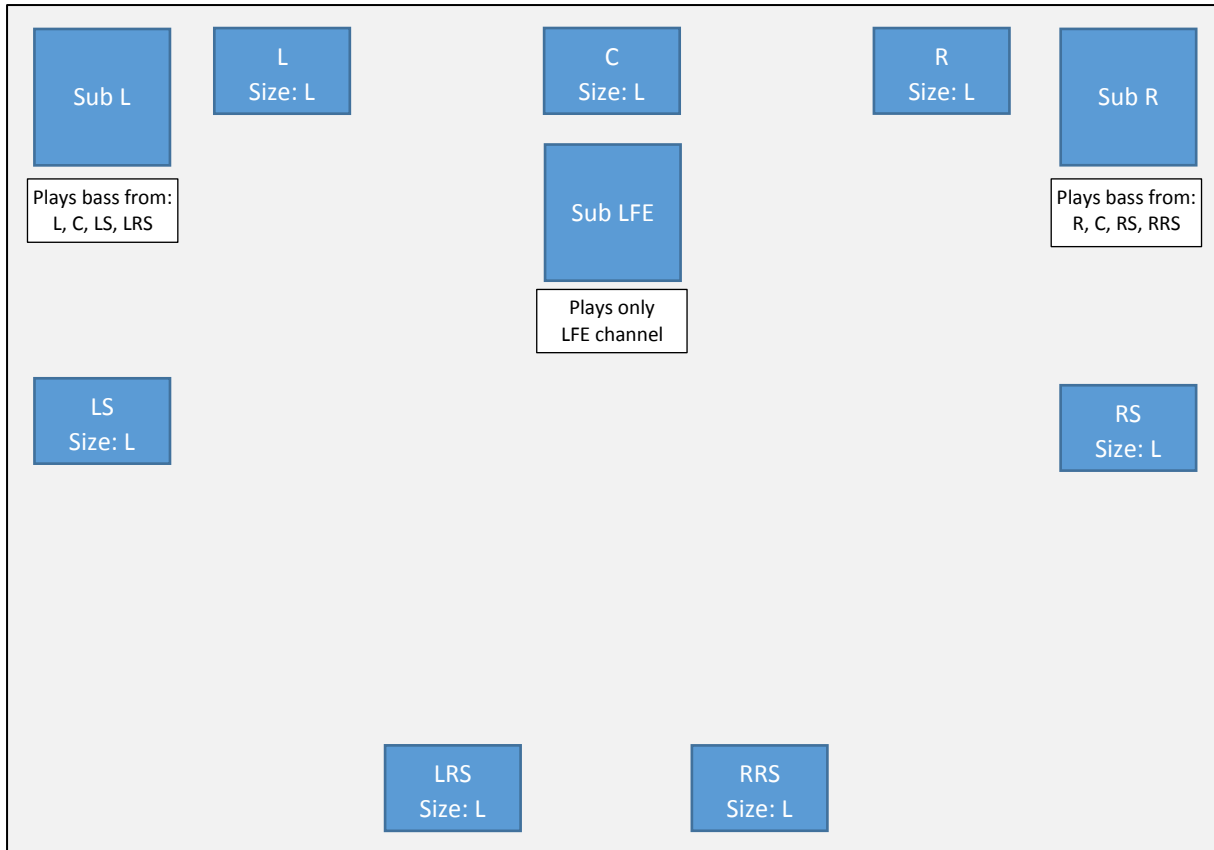 Sub L
L
Size: L
C
Size: L
R
Size: L
Sub R
Plays bass from:
L, C, LS, LRS
Sub LFE
Plays bass from:
R, C, RS, RRS
Plays only
LFE channel
LS
Size: L
RS
Size: L
LRS
Size: L
RRS
Size: L